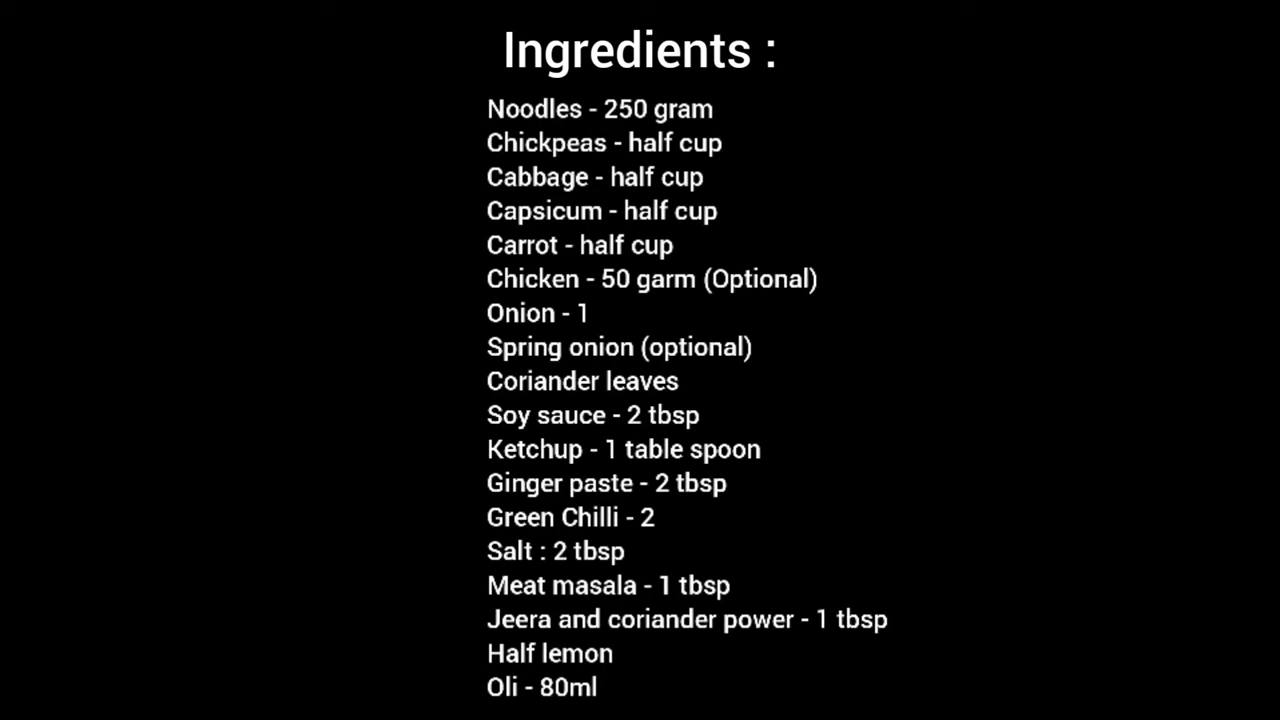 Ingredients :
Noodles - 250 gram
Chickpeas - half cup
Cabbage - half cup
Capsicum - half cup
Carrot - half cup
Chicken - 50 garm (Optional)
Onion - 1
Spring onion (optional)
Coriander leaves
Soy sauce - 2 tbsp
Ketchup - 1 table spoon
Ginger paste - 2 tbsp
Green Chilli - 2
Salt : 2 tbsp
Meat masala - 1 tbsp
Jeera and coriander power - 1 tbsp
Half lemon
Oli - 80ml